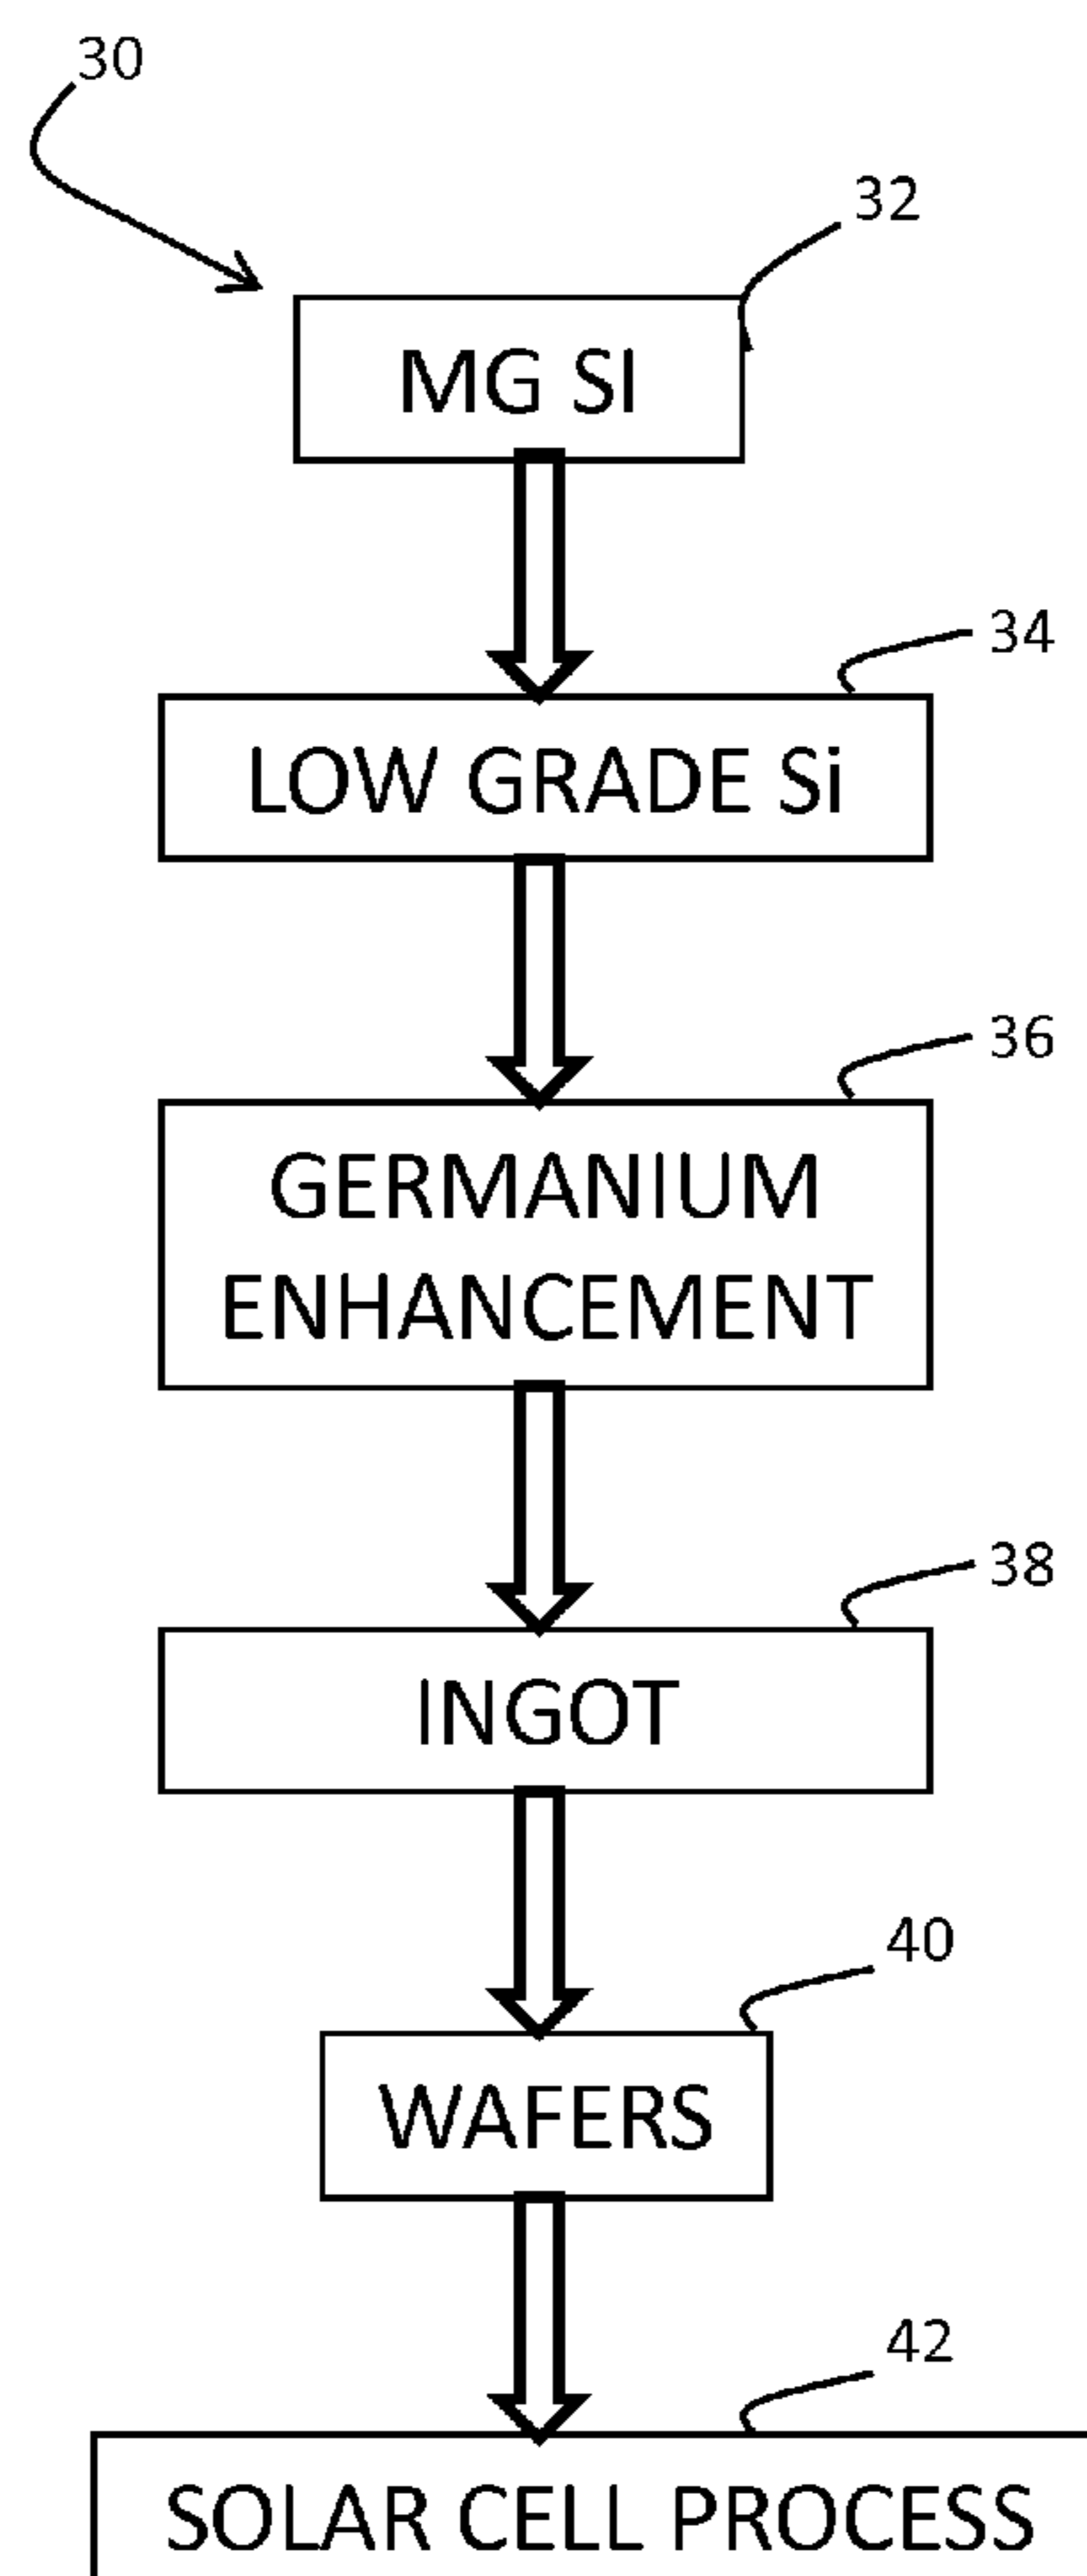 30
32
MG SI
34
LOW GRADE Si
36
GERMANIUM
ENHANCEMENT
38
INGOT
40
WAFERS
42
SOLAR CELL PROCESS